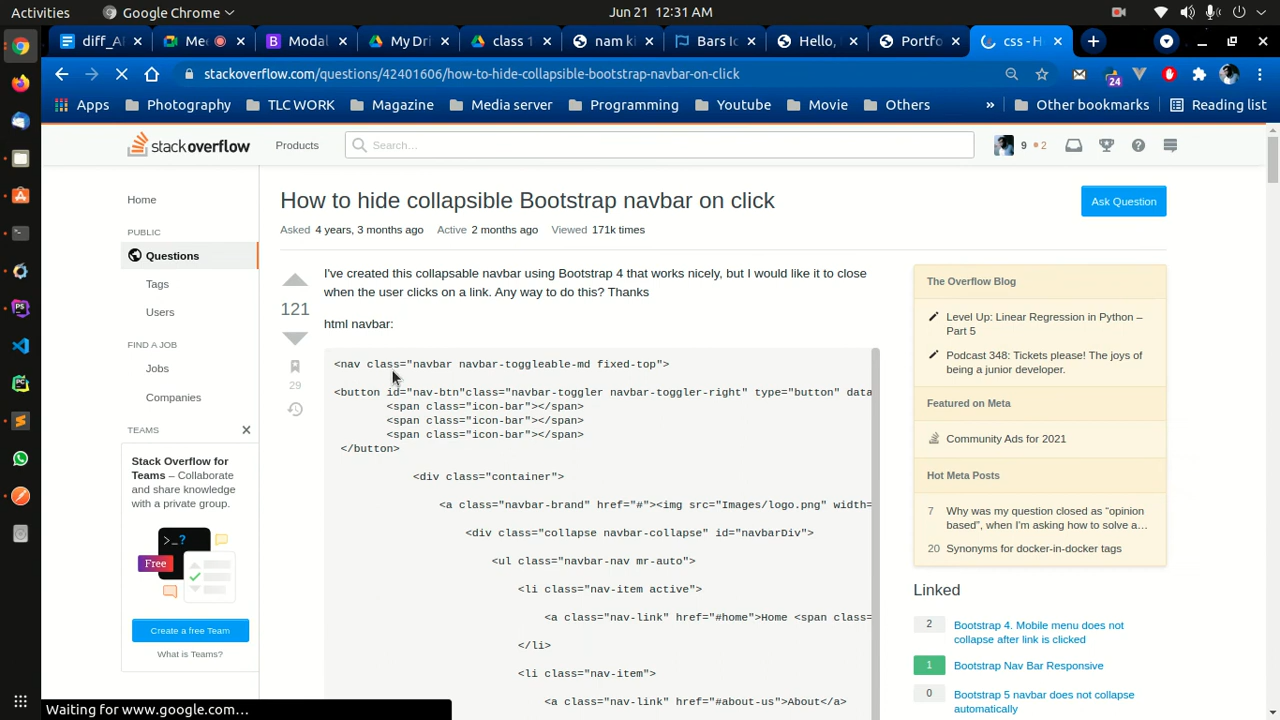 Activities
Google Chrome
Jun 21 12:31 AM
diff_Al
Mee
Modal
My Dri
class 1
nam ki
Bars Ic
Hello,
Portfo
css - H
stackoverflow.com/questions/42401606/how-to-hide-collapsible-bootstrap-navbar-on-click
24
Apps
Photography
TLC WORK
Magazine
Media server
Programming
Youtube
Movie
Others
»
Other bookmarks
Reading list
stackoverflow
Products
Search...
9 • 2
Home
PUBLIC
Questions
Tags
Users
FIND A JOB
Jobs
Companies
TEAMS
Stack Overflow for
Teams – Collaborate
and share knowledge
with a private group.
>_?
Free
Create a free Team
What is Teams?
How to hide collapsible Bootstrap navbar on click
Ask Question
Asked 4 years, 3 months ago Active 2 months ago Viewed 171k times
121
29
I've created this collapsable navbar using Bootstrap 4 that works nicely, but I would like it to close
when the user clicks on a link. Any way to do this? Thanks
html navbar:
<nav class="navbar navbar-toggleable-md fixed-top">
<button id="nav-btn"class="navbar-toggler navbar-toggler-right" type="button" data
<span class="icon-bar"></span>
<span class="icon-bar"></span>
<span class="icon-bar"></span>
</button>
<div class="container">
<a class="navbar-brand" href="#"><img src="Images/logo.png" width=
<div class="collapse navbar-collapse" id="navbarDiv">
<ul class="navbar-nav mr-auto">
<li class="nav-item active">
<a class="nav-link" href="#home">Home <span class=
</li>
<li class="nav-item">
<a class="nav-link" href="#about-us">About</a>
The Overflow Blog
Level Up: Linear Regression in Python –
Part 5
Podcast 348: Tickets please! The joys of
being a junior developer.
Featured on Meta
Community Ads for 2021
Hot Meta Posts
7 Why was my question closed as “opinion
based”, when I’m asking how to solve a…
20 Synonyms for docker-in-docker tags
Linked
2 Bootstrap 4. Mobile menu does not
collapse after link is clicked
1 Bootstrap Nav Bar Responsive
0 Bootstrap 5 navbar does not collapse
automatically
Waiting for www.google.com…